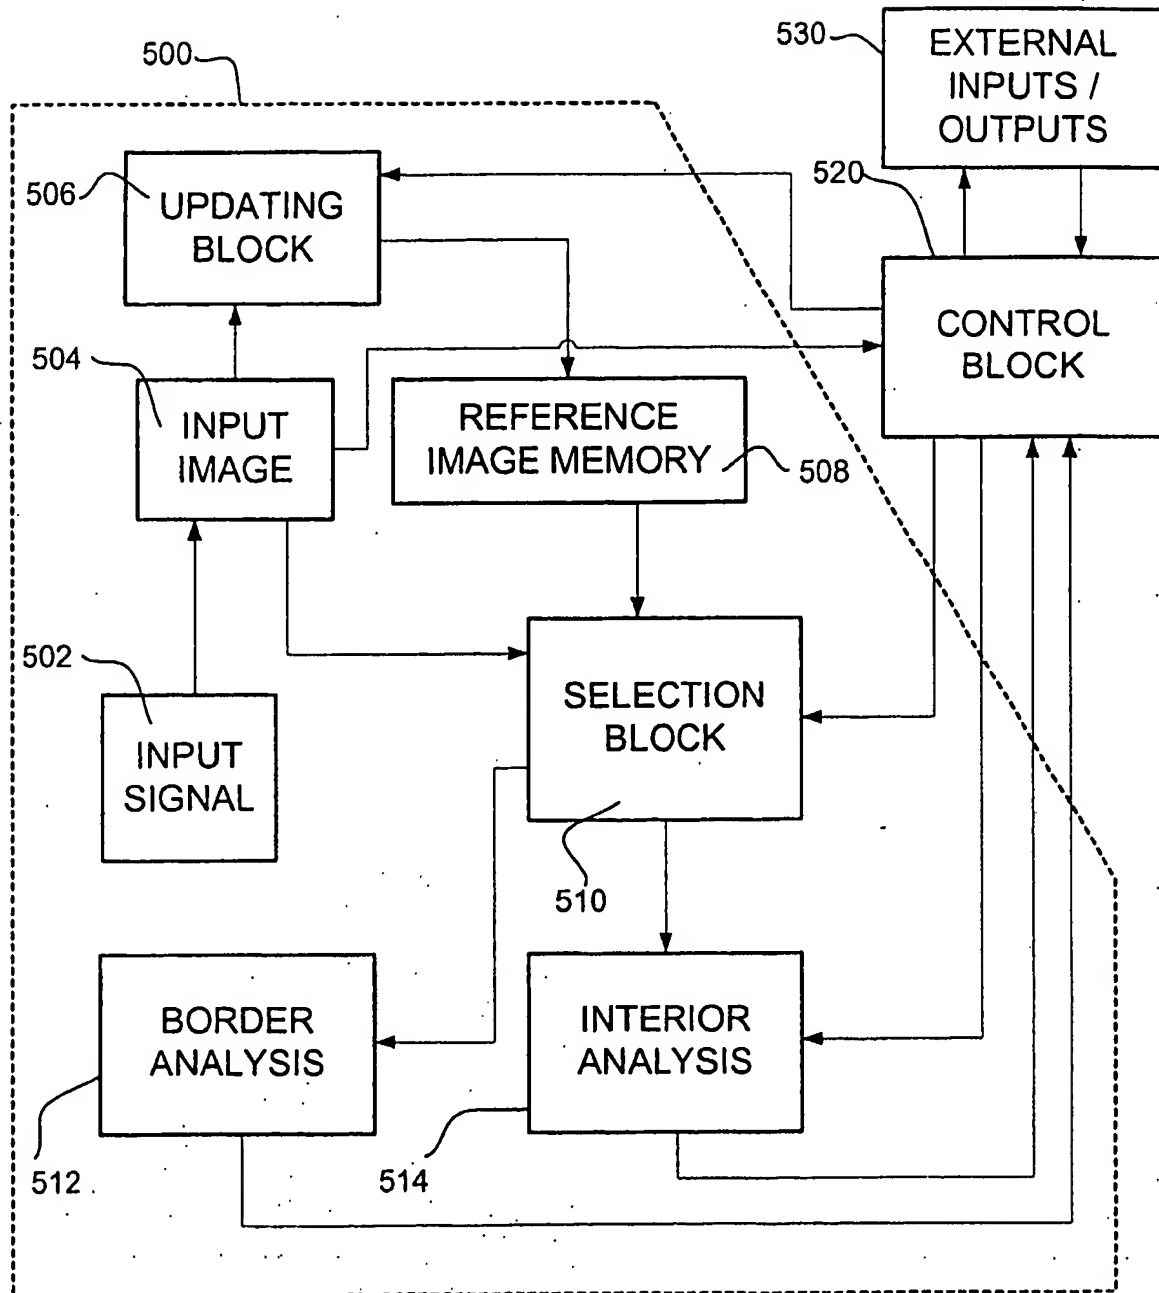 500
530
EXTERNAL
INPUTS /
OUTPUTS
506
UPDATING
BLOCK
520
CONTROL
BLOCK
504
INPUT
IMAGE
REFERENCE
IMAGE MEMORY
508
502
INPUT
SIGNAL
SELECTION
BLOCK
510
BORDER
ANALYSIS
512
INTERIOR
ANALYSIS
514